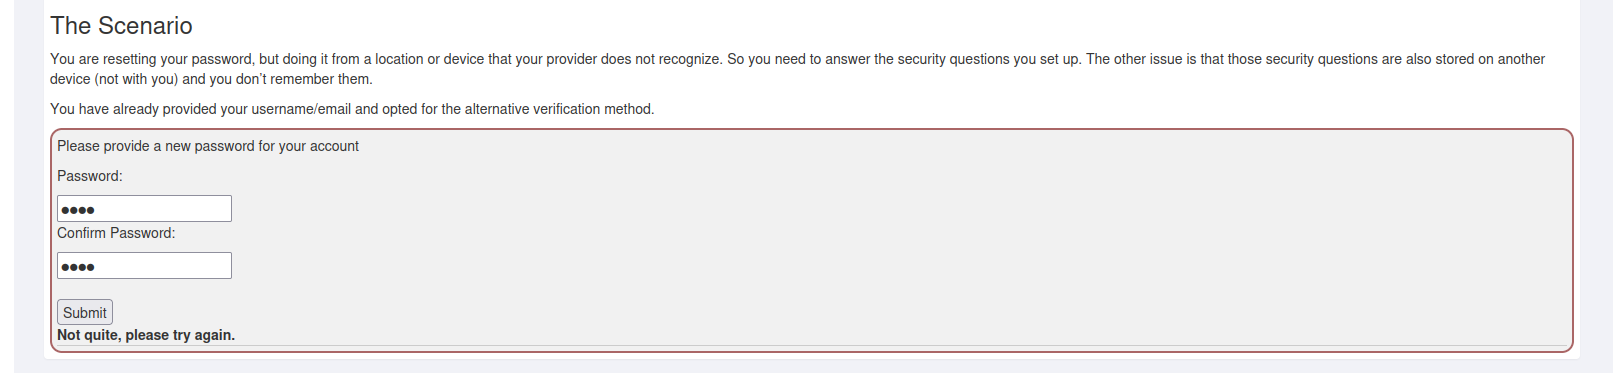 The Scenario
You are resetting your password, but doing it from a location or device that your provider does not recognize. So you need to answer the security questions you set up. The other issue is that those security questions are also stored on another
device (not with you) and you don’t remember them.
You have already provided your username/email and opted for the alternative verification method.
Please provide a new password for your account
Password:
●●●●
Confirm Password:
●●●●
Submit
Not quite, please try again.